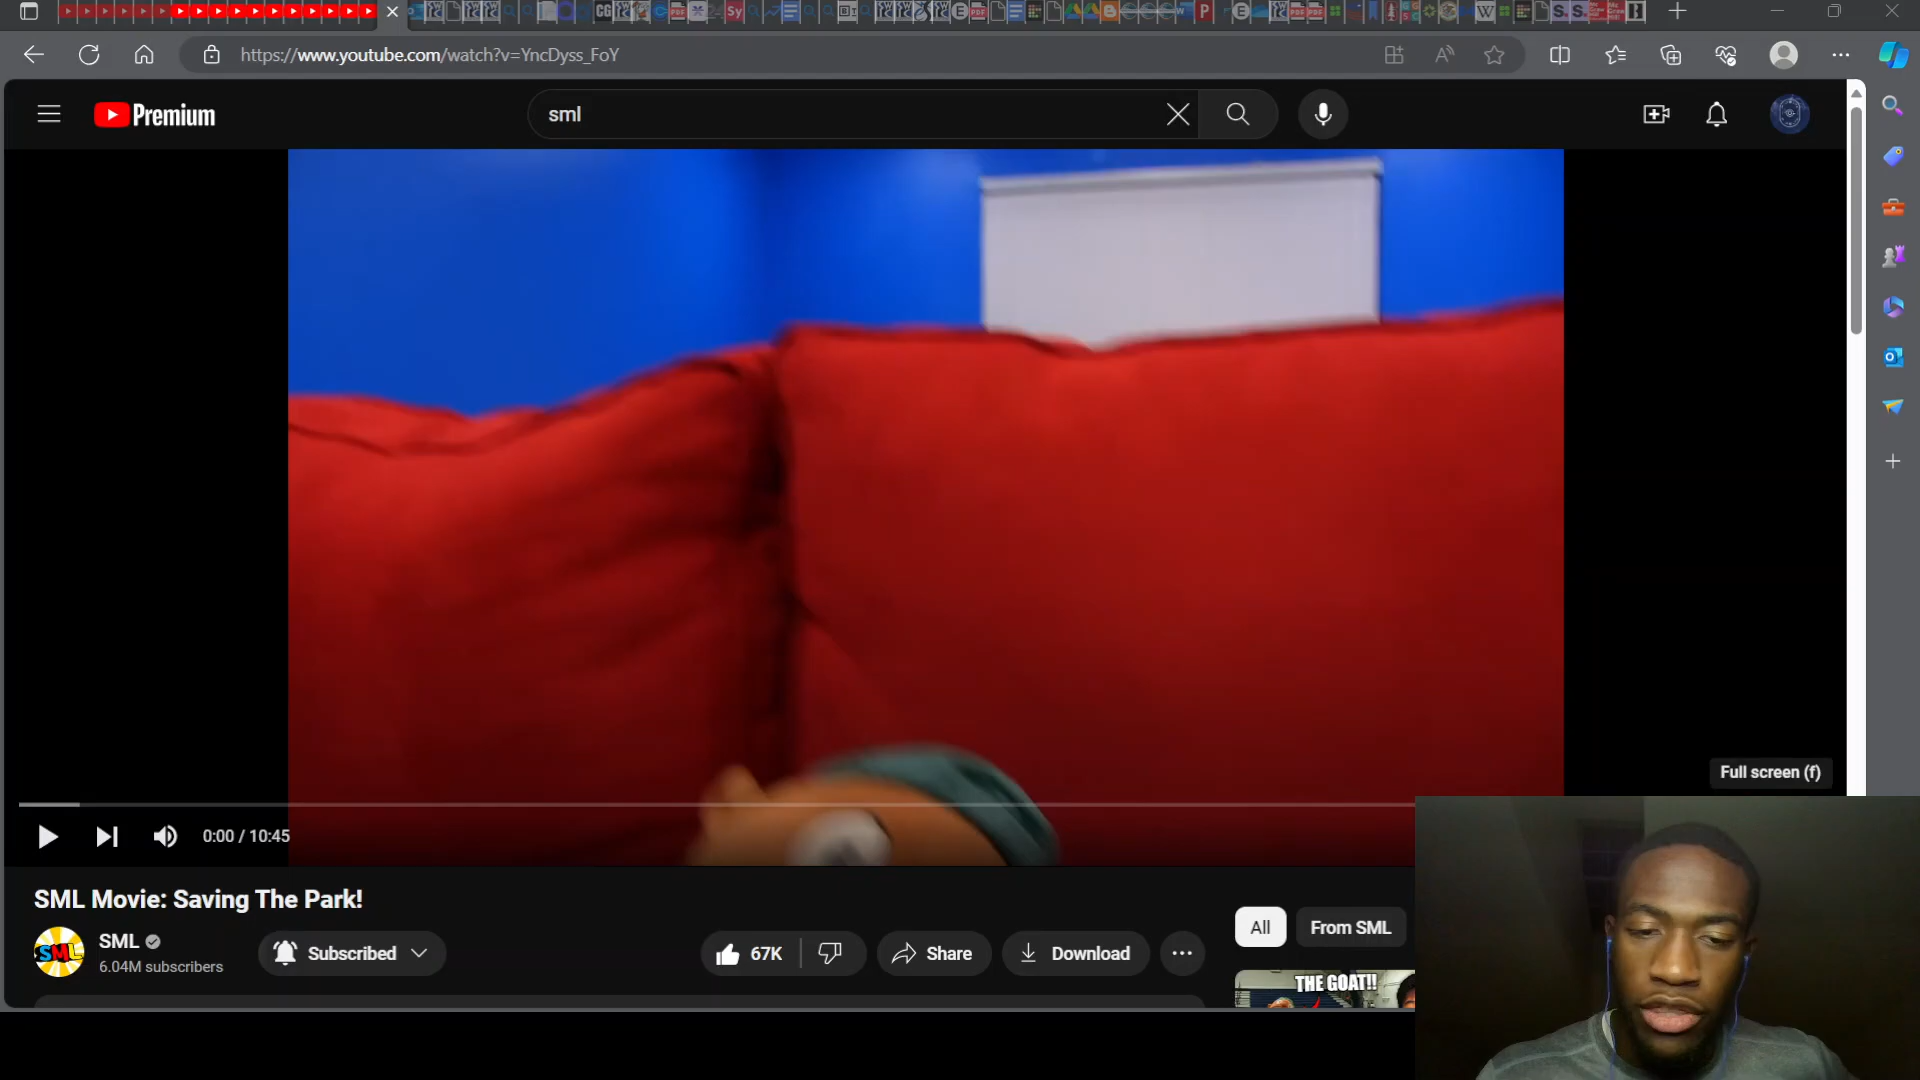 https://www.youtube.com/watch?v=YncDyss_FoY
Premium
sml
Full screen (f)
0:00 / 10:45
SML Movie: Saving The Park!
SML
SML
6.04M subscribers
Subscribed
67K
Share
Download
All
From SML
THE GOAT!!